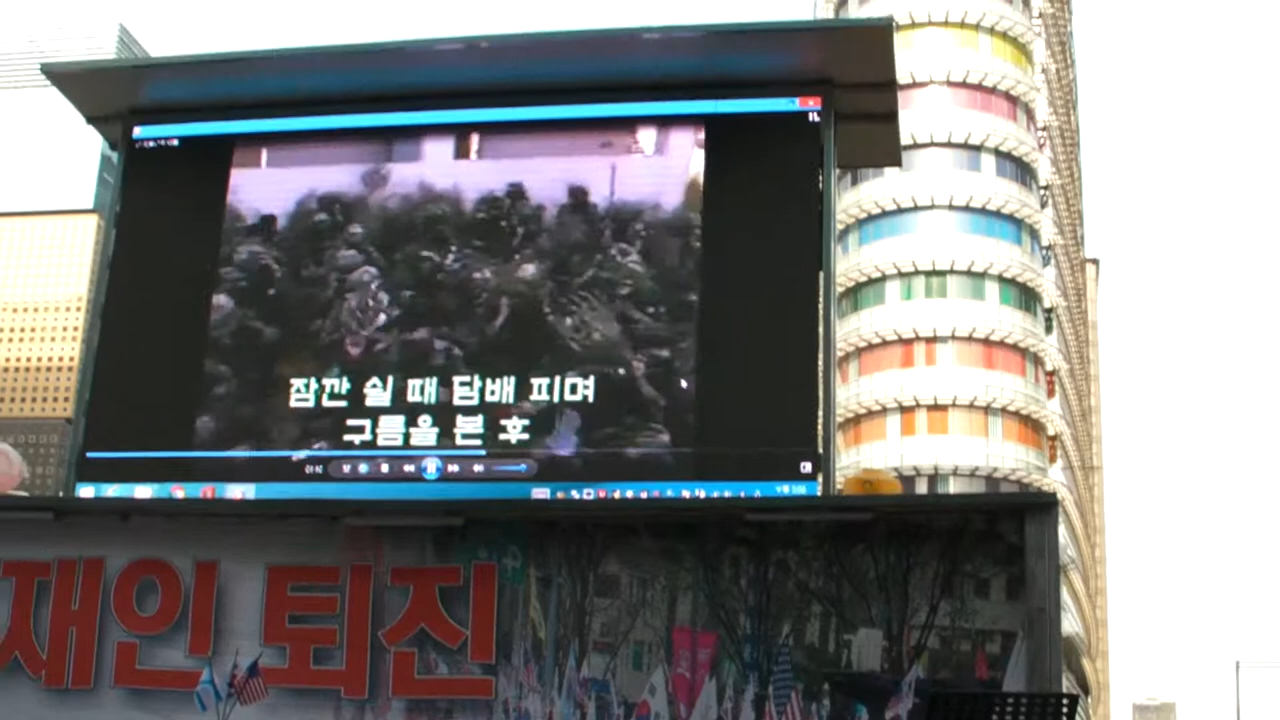 잠깐 쉴 때 담배 피며
구름을 본 후
재인 퇴진